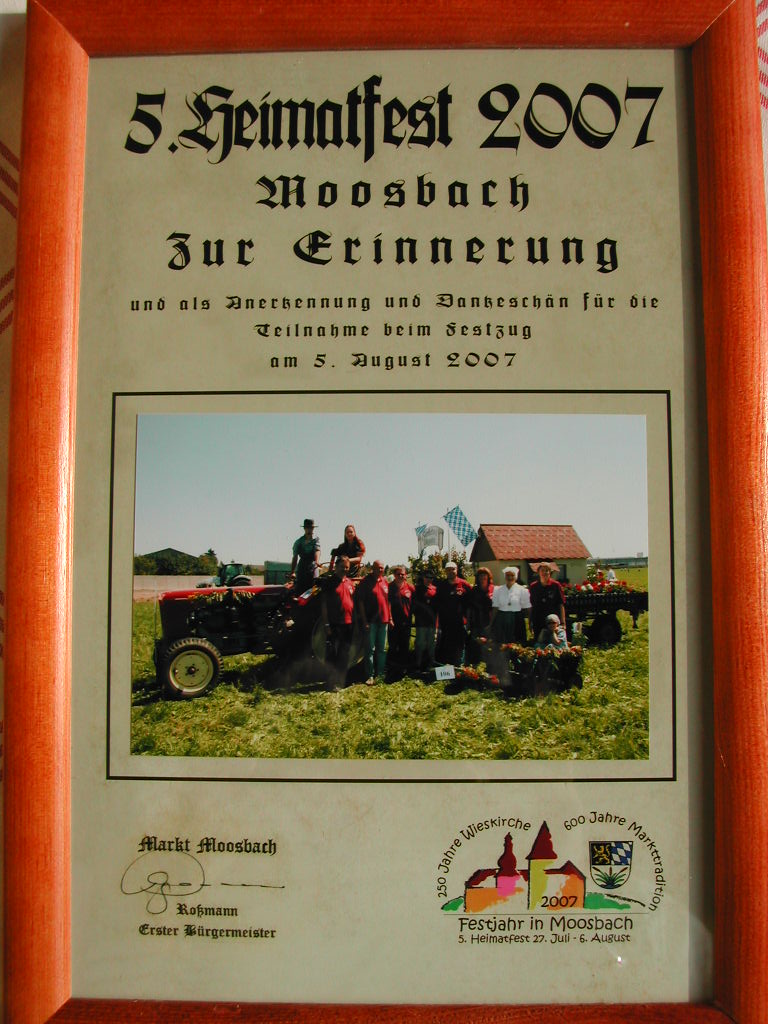 5. Heimatfest 2007
Moosbach
Zur Erinnerung
und als Anerkennung und Dankeschön für die
Teilnahme beim Festzug
am 5. August 2007
106
Markt Moosbach
Roßmann
Erster Bürgermeister
250 Jahre Wieskirche
600 Jahre Markttradition
2007
Festjahr in Moosbach
5. Heimatfest 27. Juli - 6. August